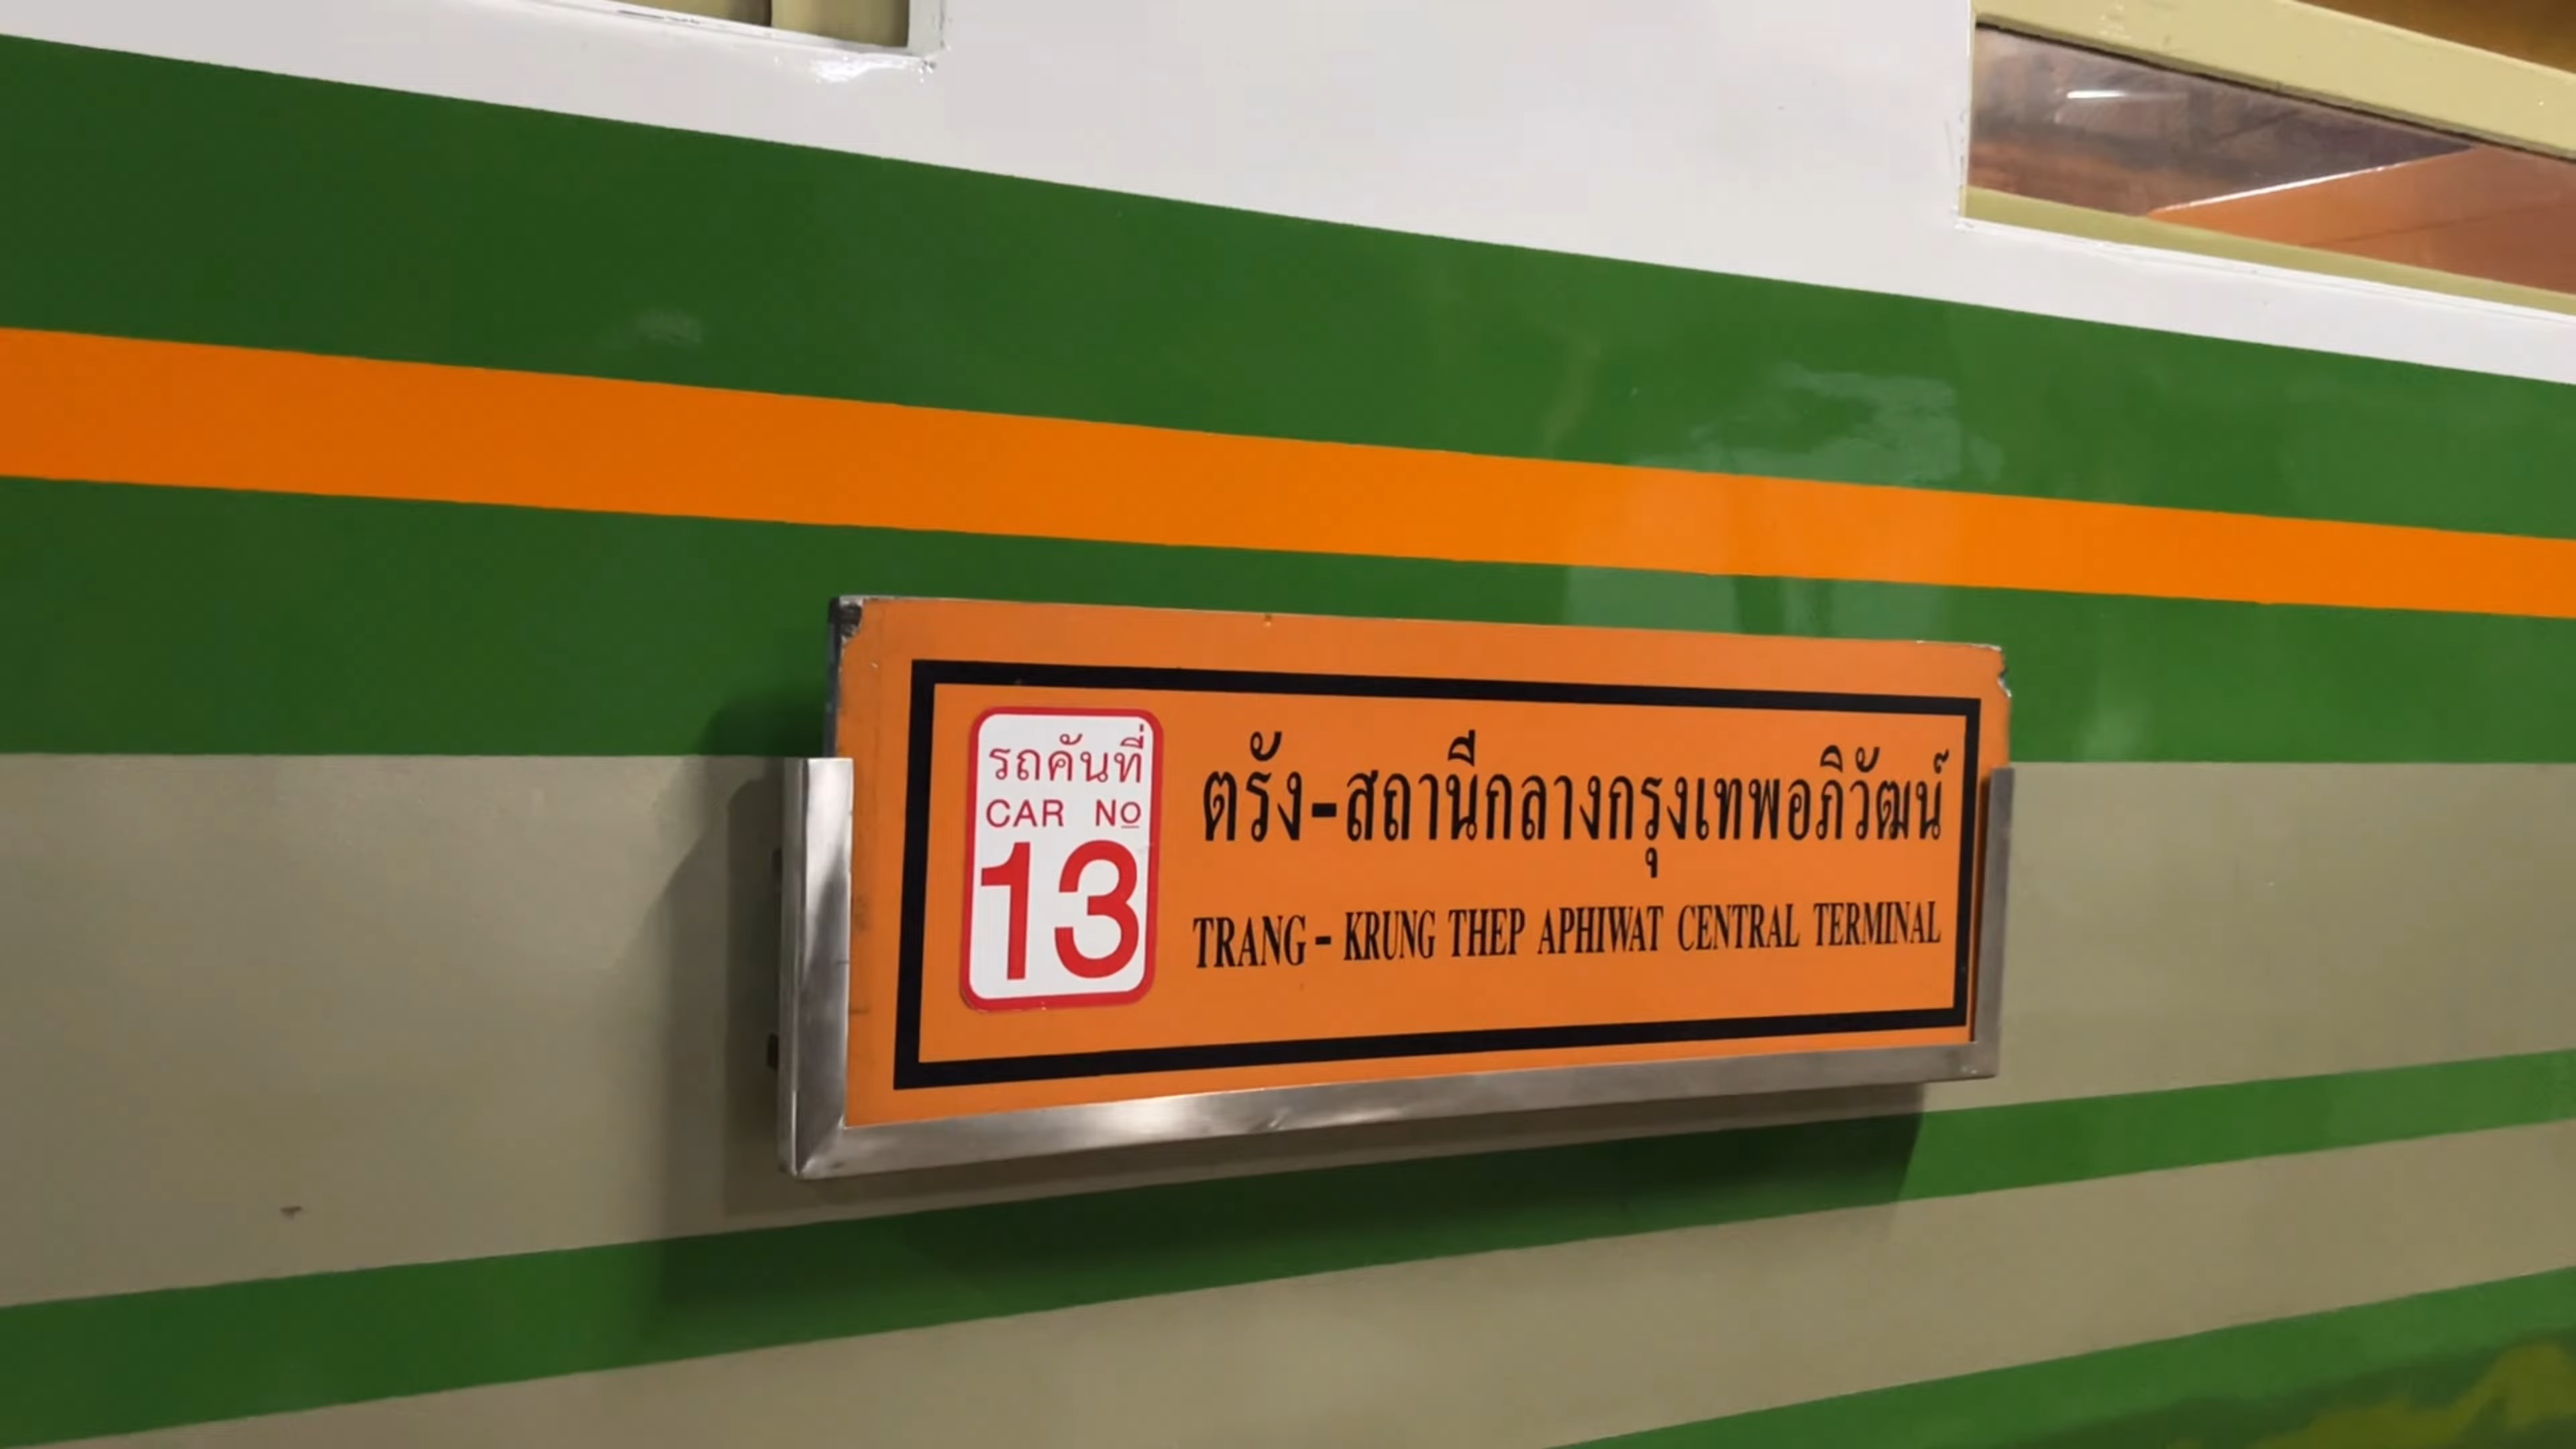 รถคันที่
CAR No
13
ตรัง-สถานีกลางกรุงเทพอภิวัฒน์
TRANG - KRUNG THEP APHIWAT CENTRAL TERMINAL